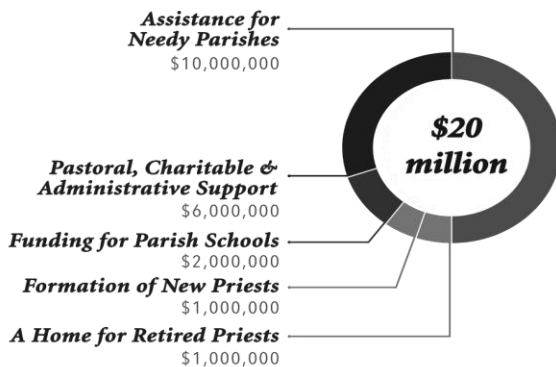 Assistance for
Needy Parishes
$10,000,000
$20
million
Pastoral, Charitable &
Administrative Support
$6,000,000
Funding for Parish Schools
$2,000,000
Formation of New Priests
$1,000,000
A Home for Retired Priests
$1,000,000